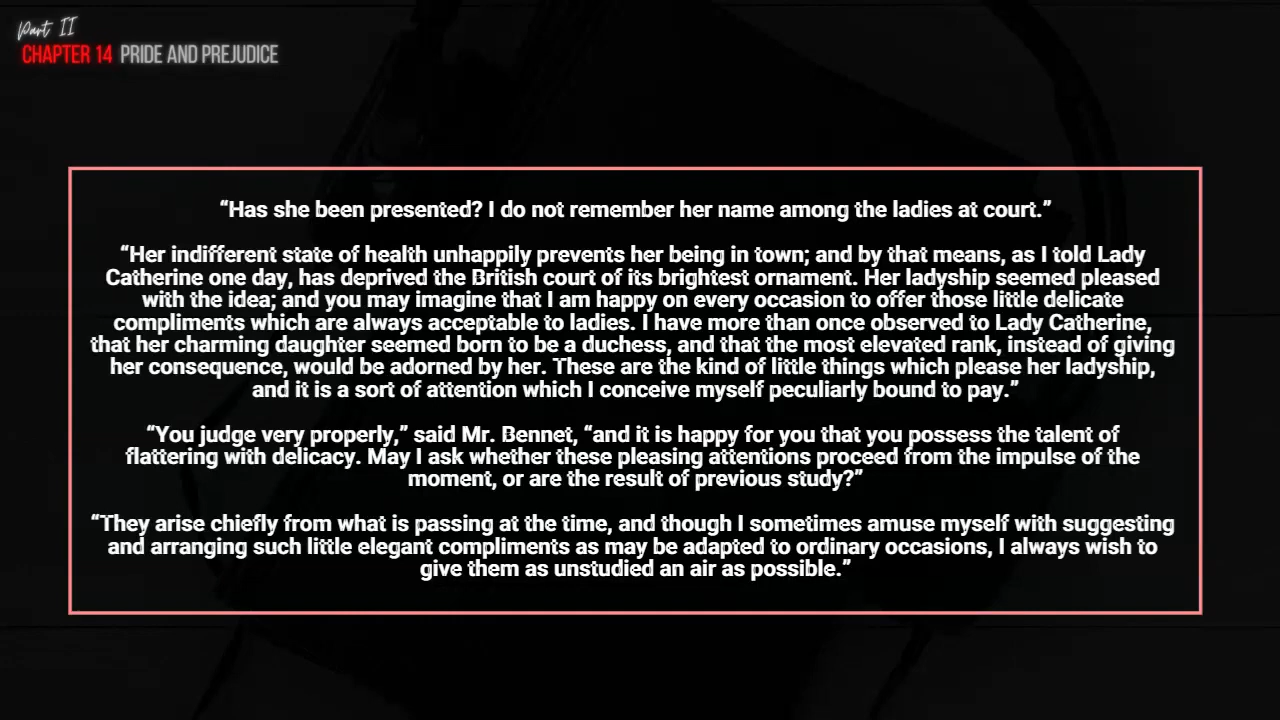 Part II
CHAPTER 14 PRIDE AND PREJUDICE
“Has she been presented? I do not remember her name among the ladies at court.”
“Her indifferent state of health unhappily prevents her being in town; and by that means, as I told Lady
Catherine one day, has deprived the British court of its brightest ornament. Her ladyship seemed pleased
with the idea; and you may imagine that I am happy on every occasion to offer those little delicate
compliments which are always acceptable to ladies. I have more than once observed to Lady Catherine,
that her charming daughter seemed born to be a duchess, and that the most elevated rank, instead of giving
her consequence, would be adorned by her. These are the kind of little things which please her ladyship,
and it is a sort of attention which I conceive myself peculiarly bound to pay.”
“You judge very properly,” said Mr. Bennet, “and it is happy for you that you possess the talent of
flattering with delicacy. May I ask whether these pleasing attentions proceed from the impulse of the
moment, or are the result of previous study?”
“They arise chiefly from what is passing at the time, and though I sometimes amuse myself with suggesting
and arranging such little elegant compliments as may be adapted to ordinary occasions, I always wish to
give them as unstudied an air as possible.”